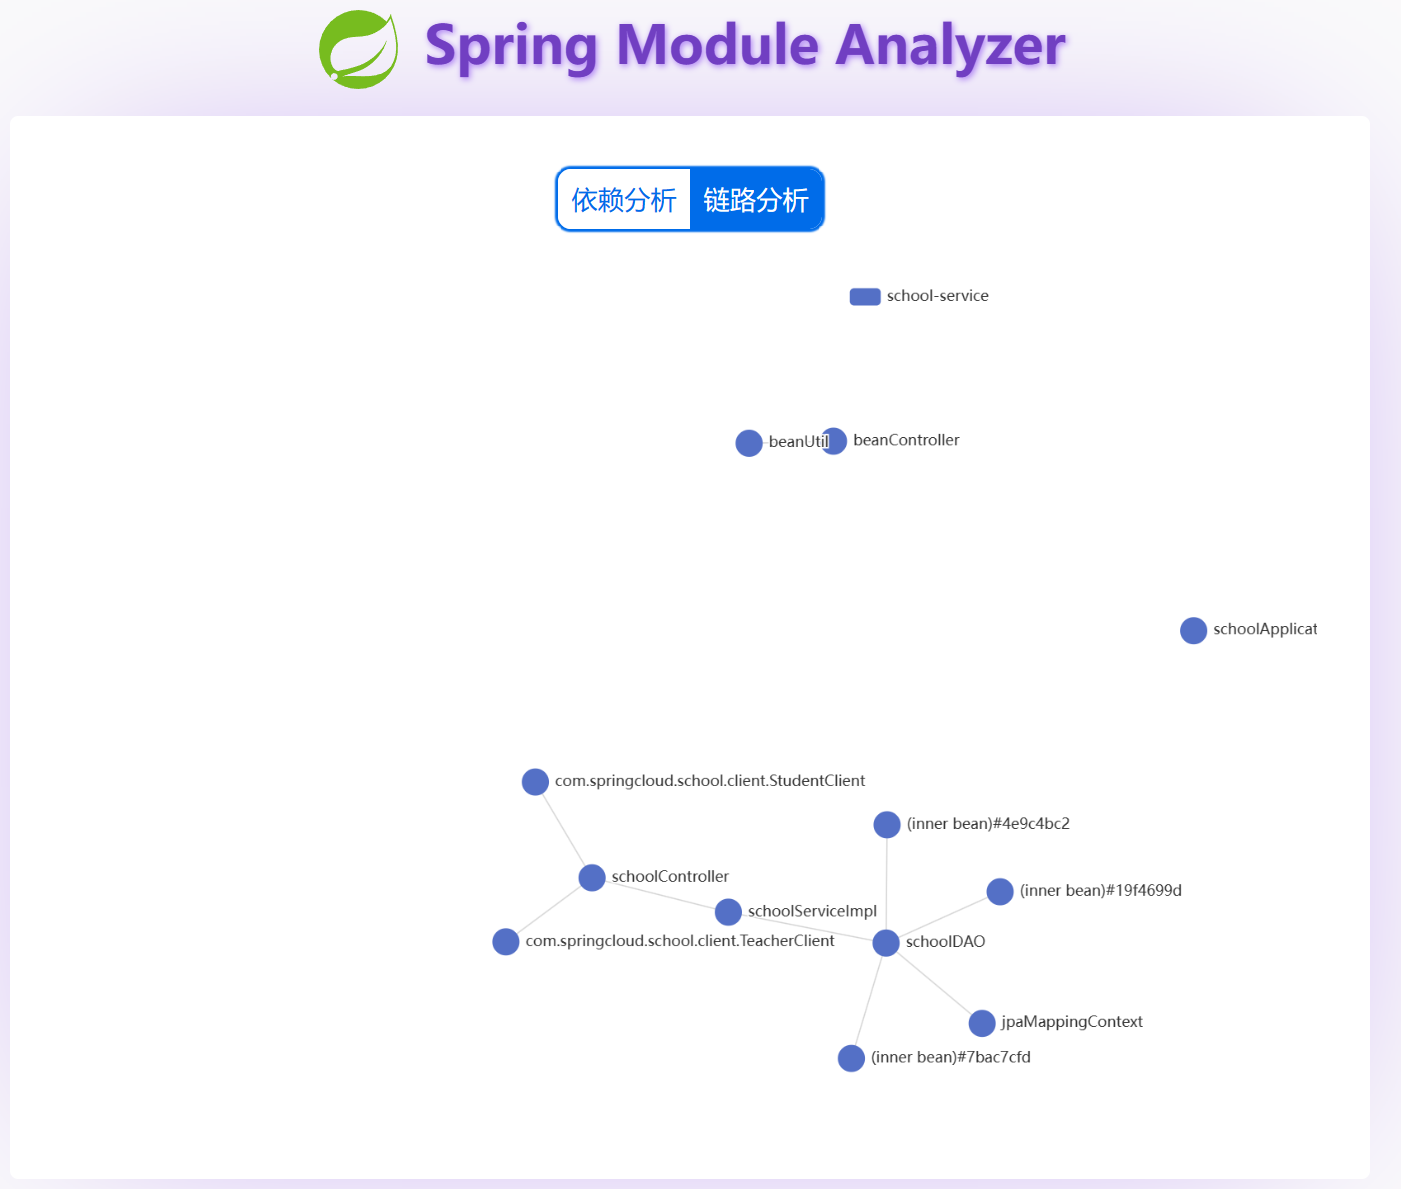 Spring Module Analyzer
依赖分析
链路分析
school-service
beanUtil
beanController
schoolApplicat
com.springcloud.school.client.StudentClient
(inner bean)#4e9c4bc2
schoolController
(inner bean)#19f4699d
schoolServiceImpl
com.springcloud.school.client.TeacherClient
schoolDAO
jpaMappingContext
(inner bean)#7bac7cfd